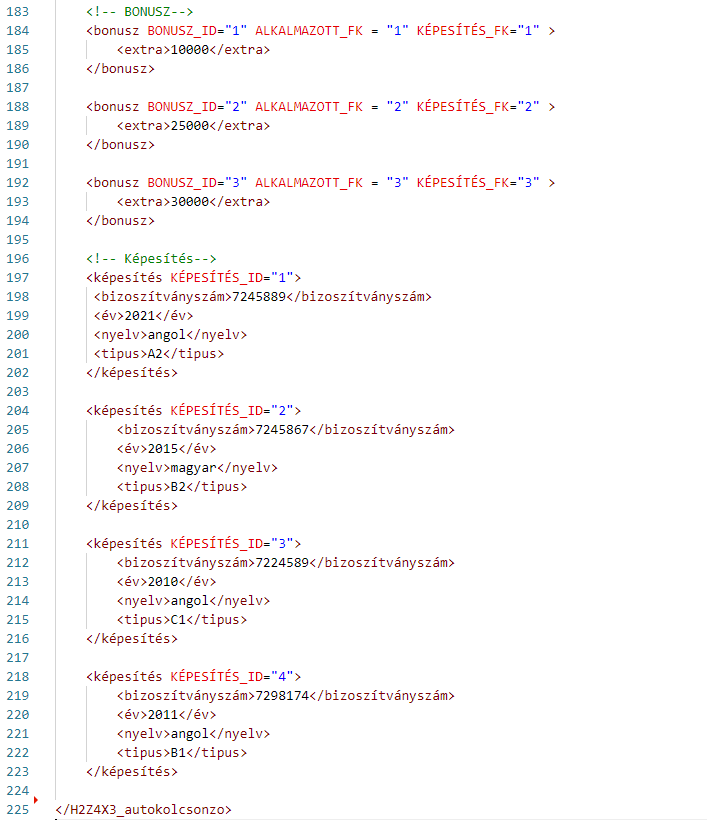 183 <!-- BONUSZ-->
184 <bonusz BONUSZ_ID="1" ALKALMAZOTT_FK = "1" KÉPESÍTÉS_FK="1" >
185 <extra>10000</extra>
186 </bonusz>
187
188 <bonusz BONUSZ_ID="2" ALKALMAZOTT_FK = "2" KÉPESÍTÉS_FK="2" >
189 <extra>25000</extra>
190 </bonusz>
191
192 <bonusz BONUSZ_ID="3" ALKALMAZOTT_FK = "3" KÉPESÍTÉS_FK="3" >
193 <extra>30000</extra>
194 </bonusz>
195
196 <!-- Képesítés-->
197 <képesítés KÉPESÍTÉS_ID="1">
198 <bizoszítványszám>7245889</bizoszítványszám>
199 <év>2021</év>
200 <nyelv>angol</nyelv>
201 <tipus>A2</tipus>
202 </képesítés>
203
204 <képesítés KÉPESÍTÉS_ID="2">
205 <bizoszítványszám>7245867</bizoszítványszám>
206 <év>2015</év>
207 <nyelv>magyar</nyelv>
208 <tipus>B2</tipus>
209 </képesítés>
210
211 <képesítés KÉPESÍTÉS_ID="3">
212 <bizoszítványszám>7224589</bizoszítványszám>
213 <év>2010</év>
214 <nyelv>angol</nyelv>
215 <tipus>C1</tipus>
216 </képesítés>
217
218 <képesítés KÉPESÍTÉS_ID="4">
219 <bizoszítványszám>7298174</bizoszítványszám>
220 <év>2011</év>
221 <nyelv>angol</nyelv>
222 <tipus>B1</tipus>
223 </képesítés>
224
225 </H2Z4X3_autokolcsonzo>